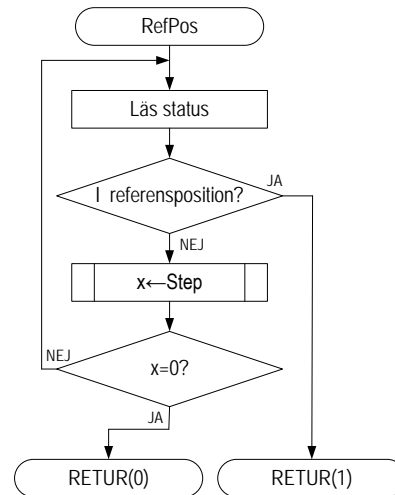 RefPos
Läs status
I referensposition?
JA
NEJ
x←Step
NEJ
x=0?
JA
RETUR(0)
RETUR(1)